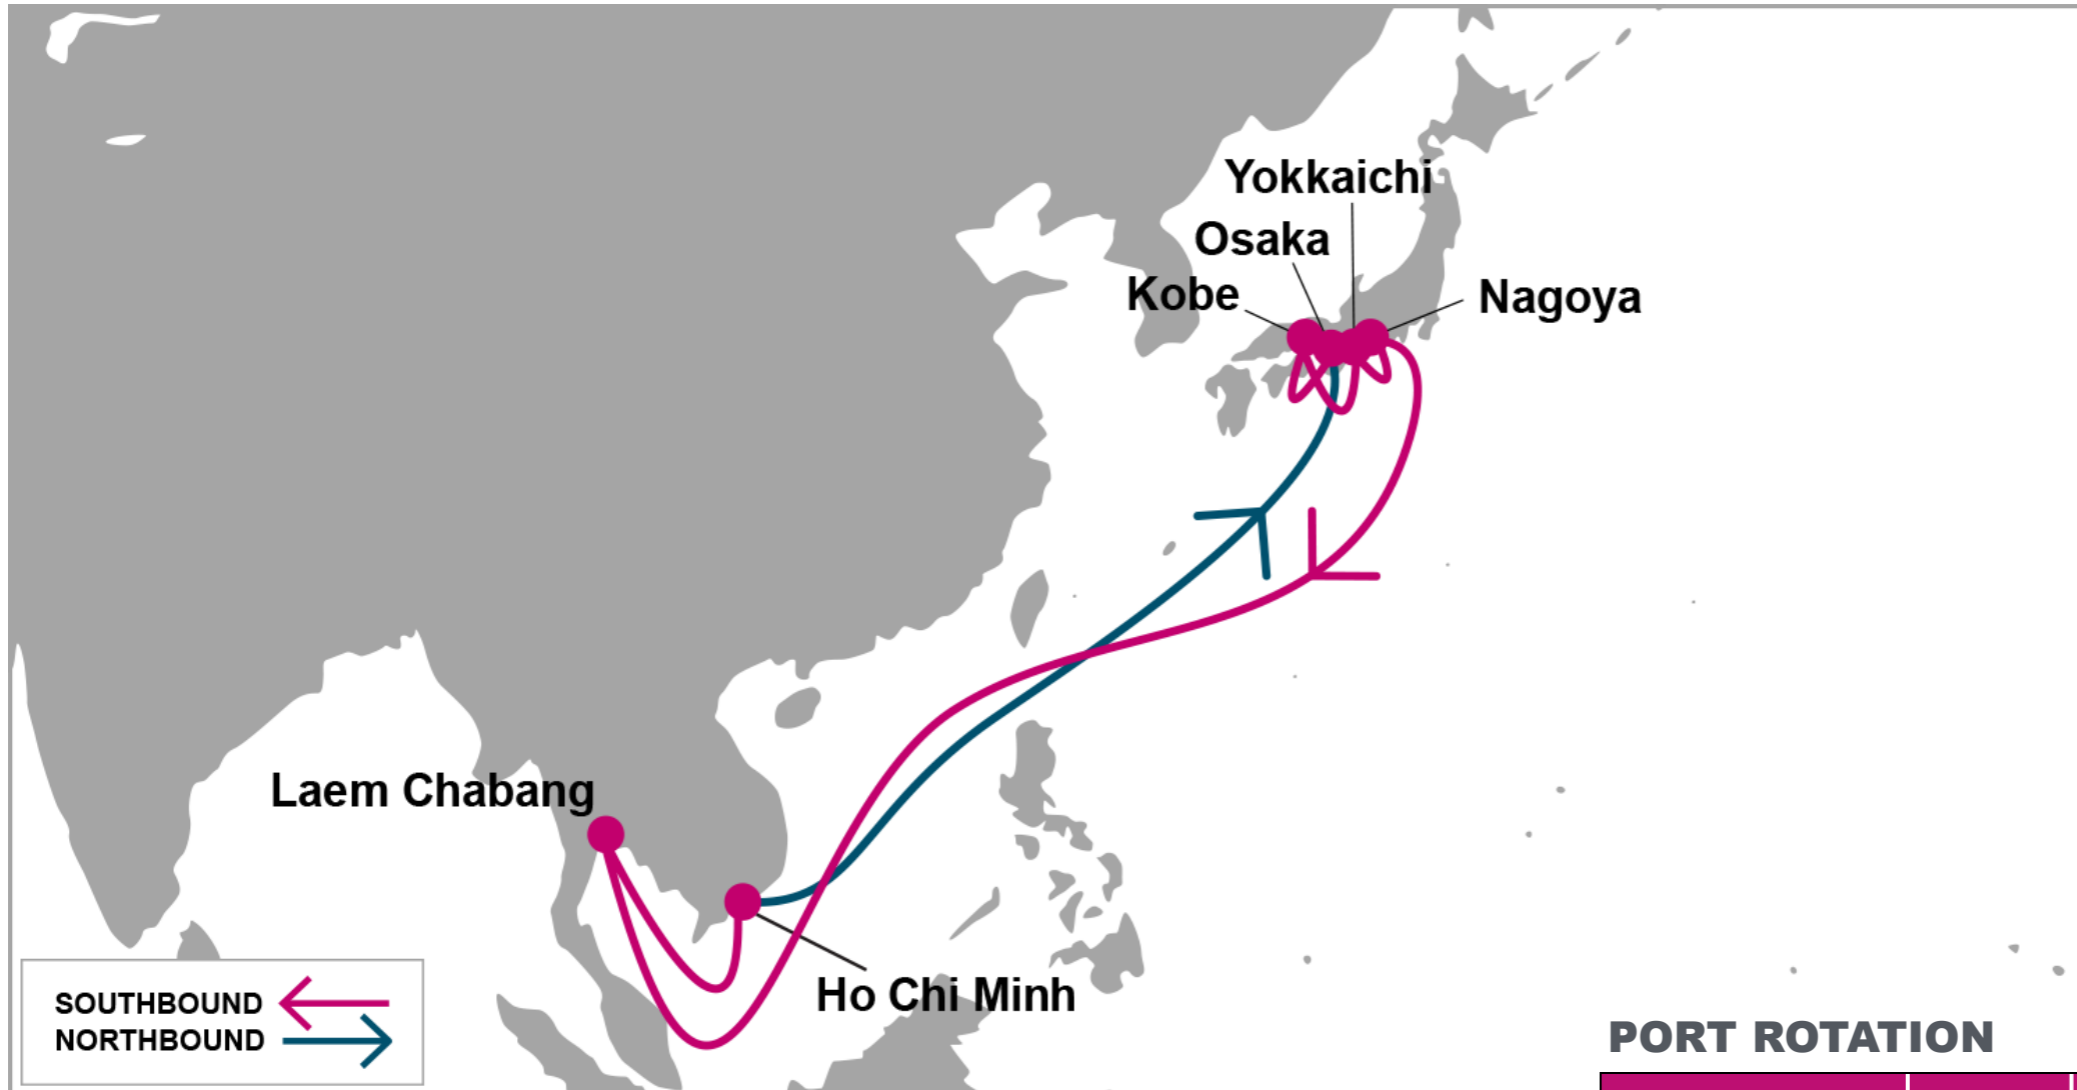 Yokkaichi
Osaka
Kobe
Nagoya
Laem Chabang
Ho Chi Minh
SOUTHBOUND
NORTHBOUND
PORT ROTATION